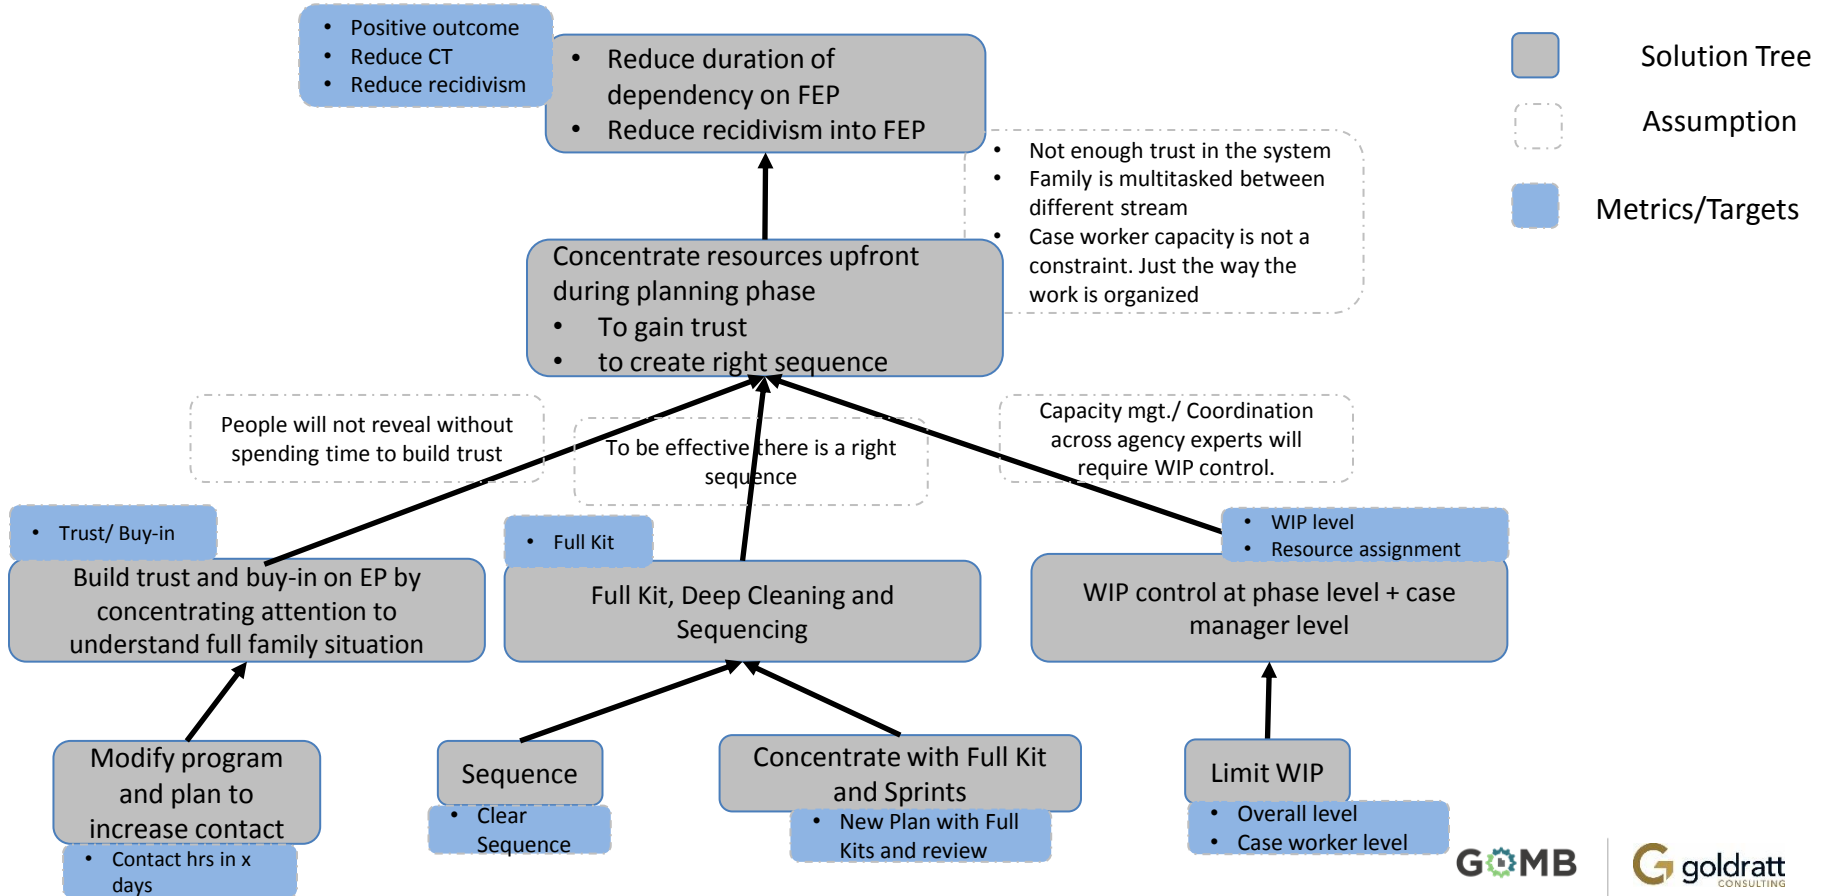 • Positive outcome
• Reduce CT
• Reduce recidivism
• Reduce duration of
dependency on FEP
• Reduce recidivism into FEP
Solution Tree
Assumption
Metrics/Targets
• Not enough trust in the system
• Family is multitasked between
different stream
• Case worker capacity is not a
constraint. Just the way the
work is organized
Concentrate resources upfront
during planning phase
• To gain trust
• to create right sequence
People will not reveal without
spending time to build trust
To be effective there is a right
sequence
Capacity mgt./ Coordination
across agency experts will
require WIP control.
• Trust/ Buy-in
Build trust and buy-in on EP by
concentrating attention to
understand full family situation
• Full Kit
Full Kit, Deep Cleaning and
Sequencing
• WIP level
• Resource assignment
WIP control at phase level + case
manager level
Modify program
and plan to
increase contact
• Contact hrs in x
days
Sequence
• Clear
Sequence
Concentrate with Full Kit
and Sprints
• New Plan with Full
Kits and review
Limit WIP
• Overall level
• Case worker level
GOMB
goldratt
CONSULTING